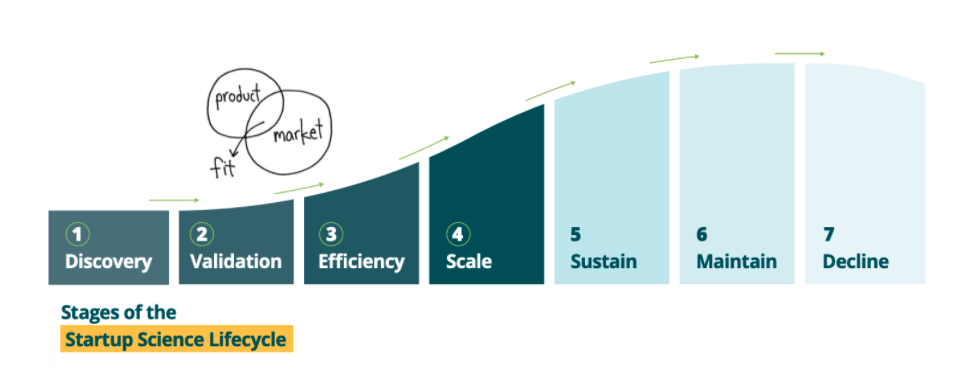 product
market
fit
1
Discovery
2
Validation
3
Efficiency
4
Scale
5
Sustain
6
Maintain
7
Decline
Stages of the
Startup Science Lifecycle